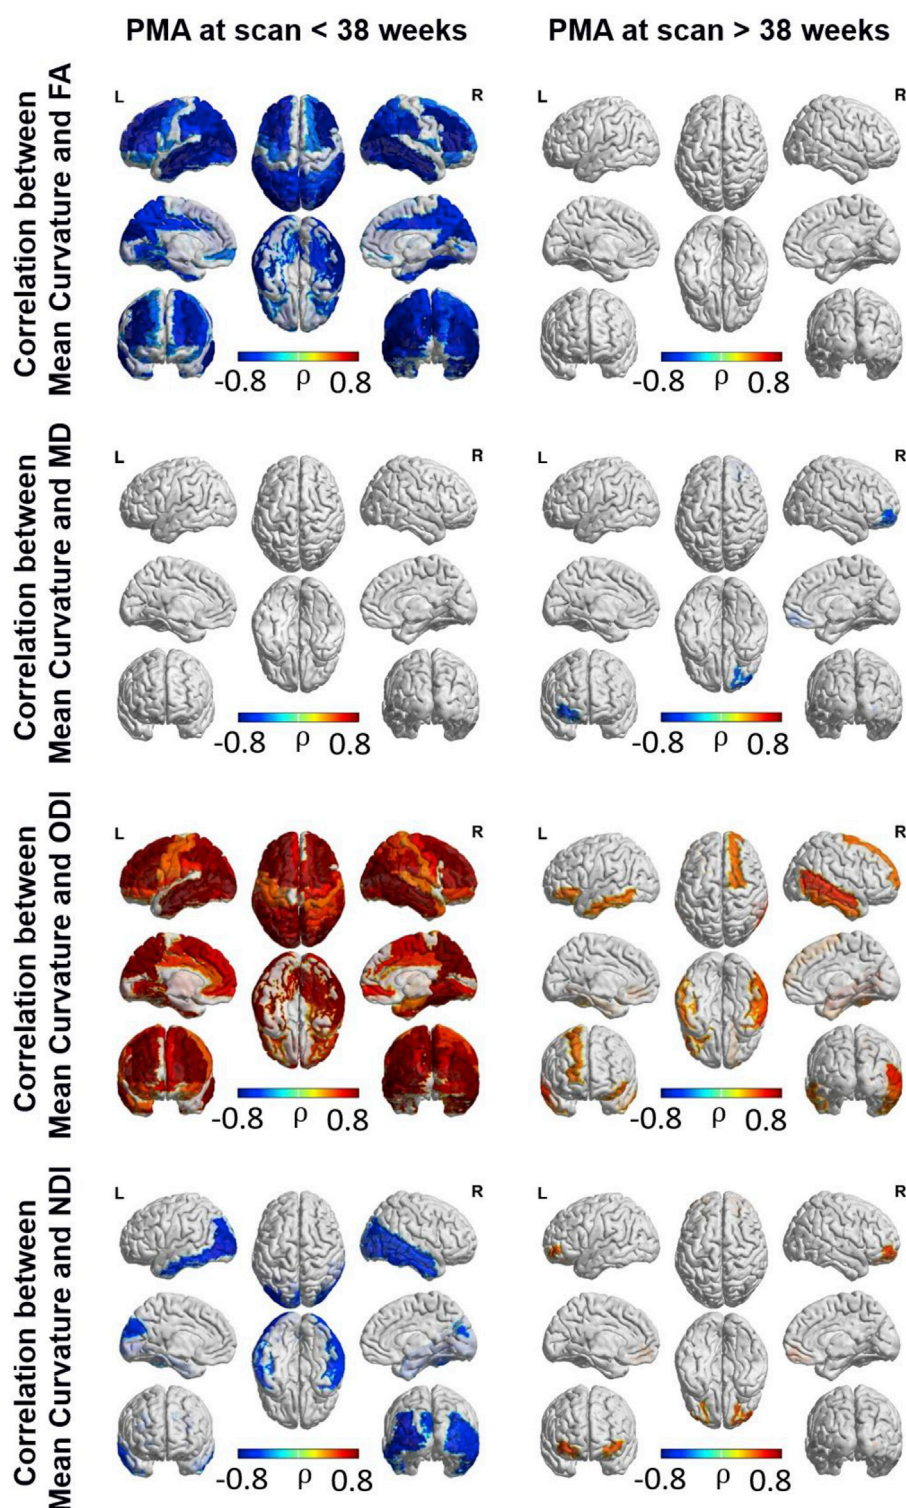 PMA at scan < 38 weeks
PMA at scan > 38 weeks
Correlation between
Mean Curvature and FA
L
R
-0.8 ρ 0.8
L
R
-0.8 ρ 0.8
Correlation between
Mean Curvature and MD
L
R
-0.8 ρ 0.8
L
R
-0.8 ρ 0.8
Correlation between
Mean Curvature and ODI
L
R
-0.8 ρ 0.8
L
R
-0.8 ρ 0.8
Correlation between
Mean Curvature and NDI
L
R
-0.8 ρ 0.8
L
R
-0.8 ρ 0.8